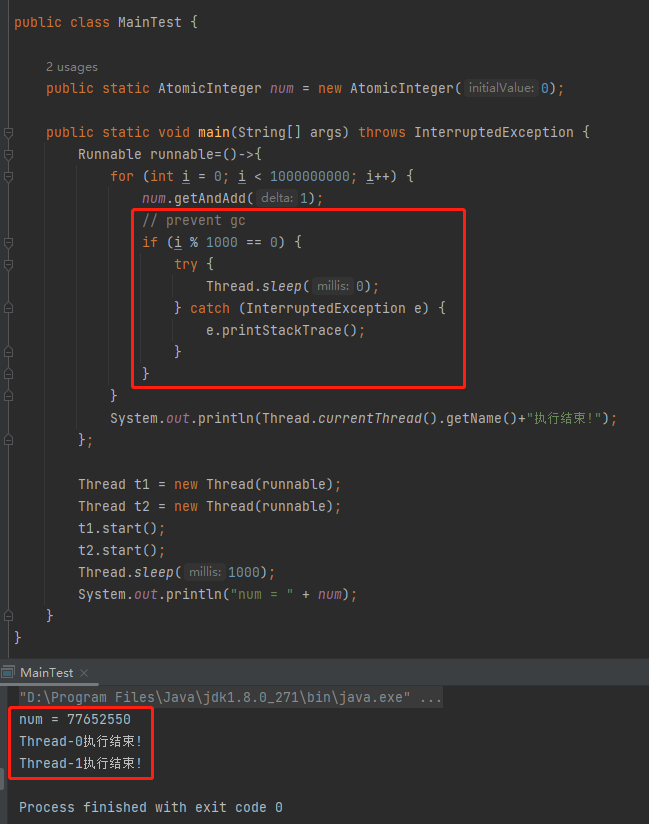 public class MainTest {
2 usages
public static AtomicInteger num = new AtomicInteger( initialValue: 0);
public static void main(String[] args) throws InterruptedException {
Runnable runnable=()->{
for (int i = 0; i < 1000000000; i++) {
num.getAndAdd( delta: 1);
// prevent gc
if (i % 1000 == 0) {
try {
Thread.sleep( millis: 0);
} catch (InterruptedException e) {
e.printStackTrace();
}
}
}
System.out.println(Thread.currentThread().getName()+"执行结束!");
};
Thread t1 = new Thread(runnable);
Thread t2 = new Thread(runnable);
t1.start();
t2.start();
Thread.sleep( millis: 1000);
System.out.println("num = " + num);
}
}
MainTest ×
"D:\Program Files\Java\jdk1.8.0_271\bin\java.exe" ...
num = 77652550
Thread-0执行结束!
Thread-1执行结束!
Process finished with exit code 0